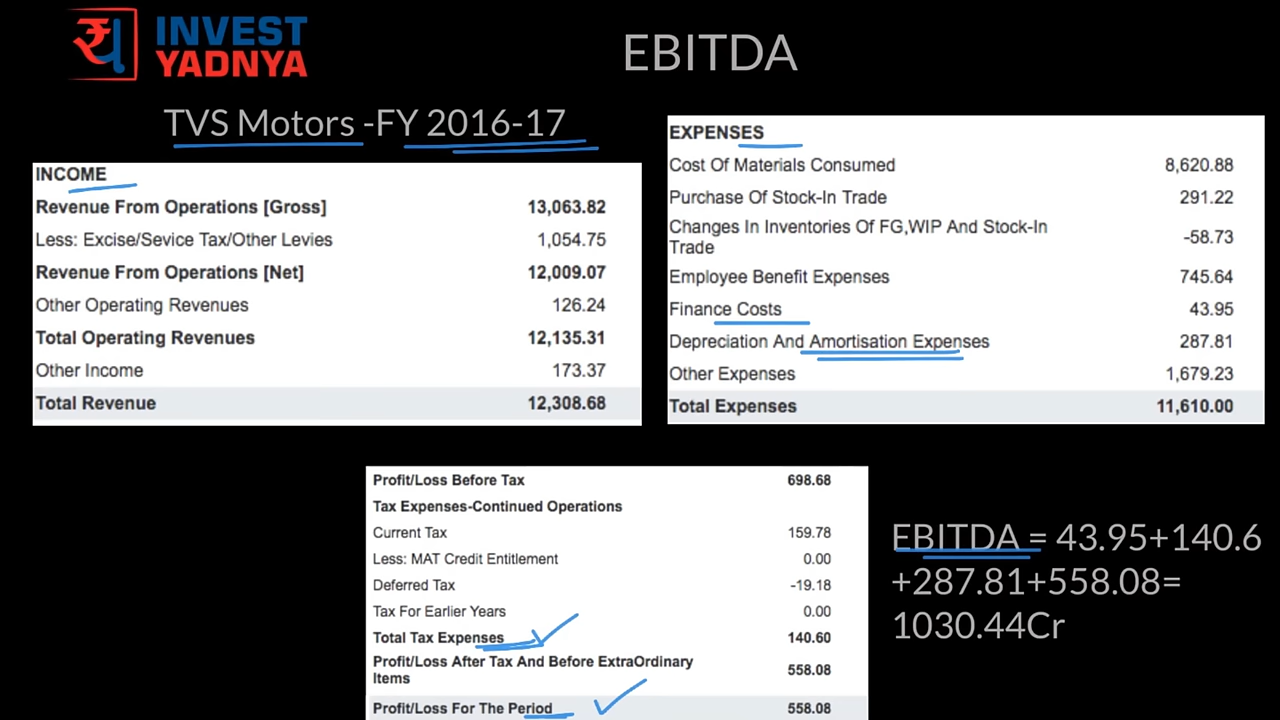 INVEST
YADNYA
EBITDA
TVS Motors -FY 2016-17
INCOME
Revenue From Operations [Gross] 13,063.82
Less: Excise/Sevice Tax/Other Levies 1,054.75
Revenue From Operations [Net] 12,009.07
Other Operating Revenues 126.24
Total Operating Revenues 12,135.31
Other Income 173.37
Total Revenue 12,308.68
EXPENSES
Cost Of Materials Consumed 8,620.88
Purchase Of Stock-In Trade 291.22
Changes In Inventories Of FG,WIP And Stock-In
Trade -58.73
Employee Benefit Expenses 745.64
Finance Costs 43.95
Depreciation And Amortisation Expenses 287.81
Other Expenses 1,679.23
Total Expenses 11,610.00
Profit/Loss Before Tax 698.68
Tax Expenses-Continued Operations
Current Tax 159.78
Less: MAT Credit Entitlement 0.00
Deferred Tax -19.18
Tax For Earlier Years 0.00
Total Tax Expenses 140.60
Profit/Loss After Tax And Before ExtraOrdinary
Items 558.08
Profit/Loss For The Period 558.08
EBITDA = 43.95+140.6
+287.81+558.08=
1030.44Cr